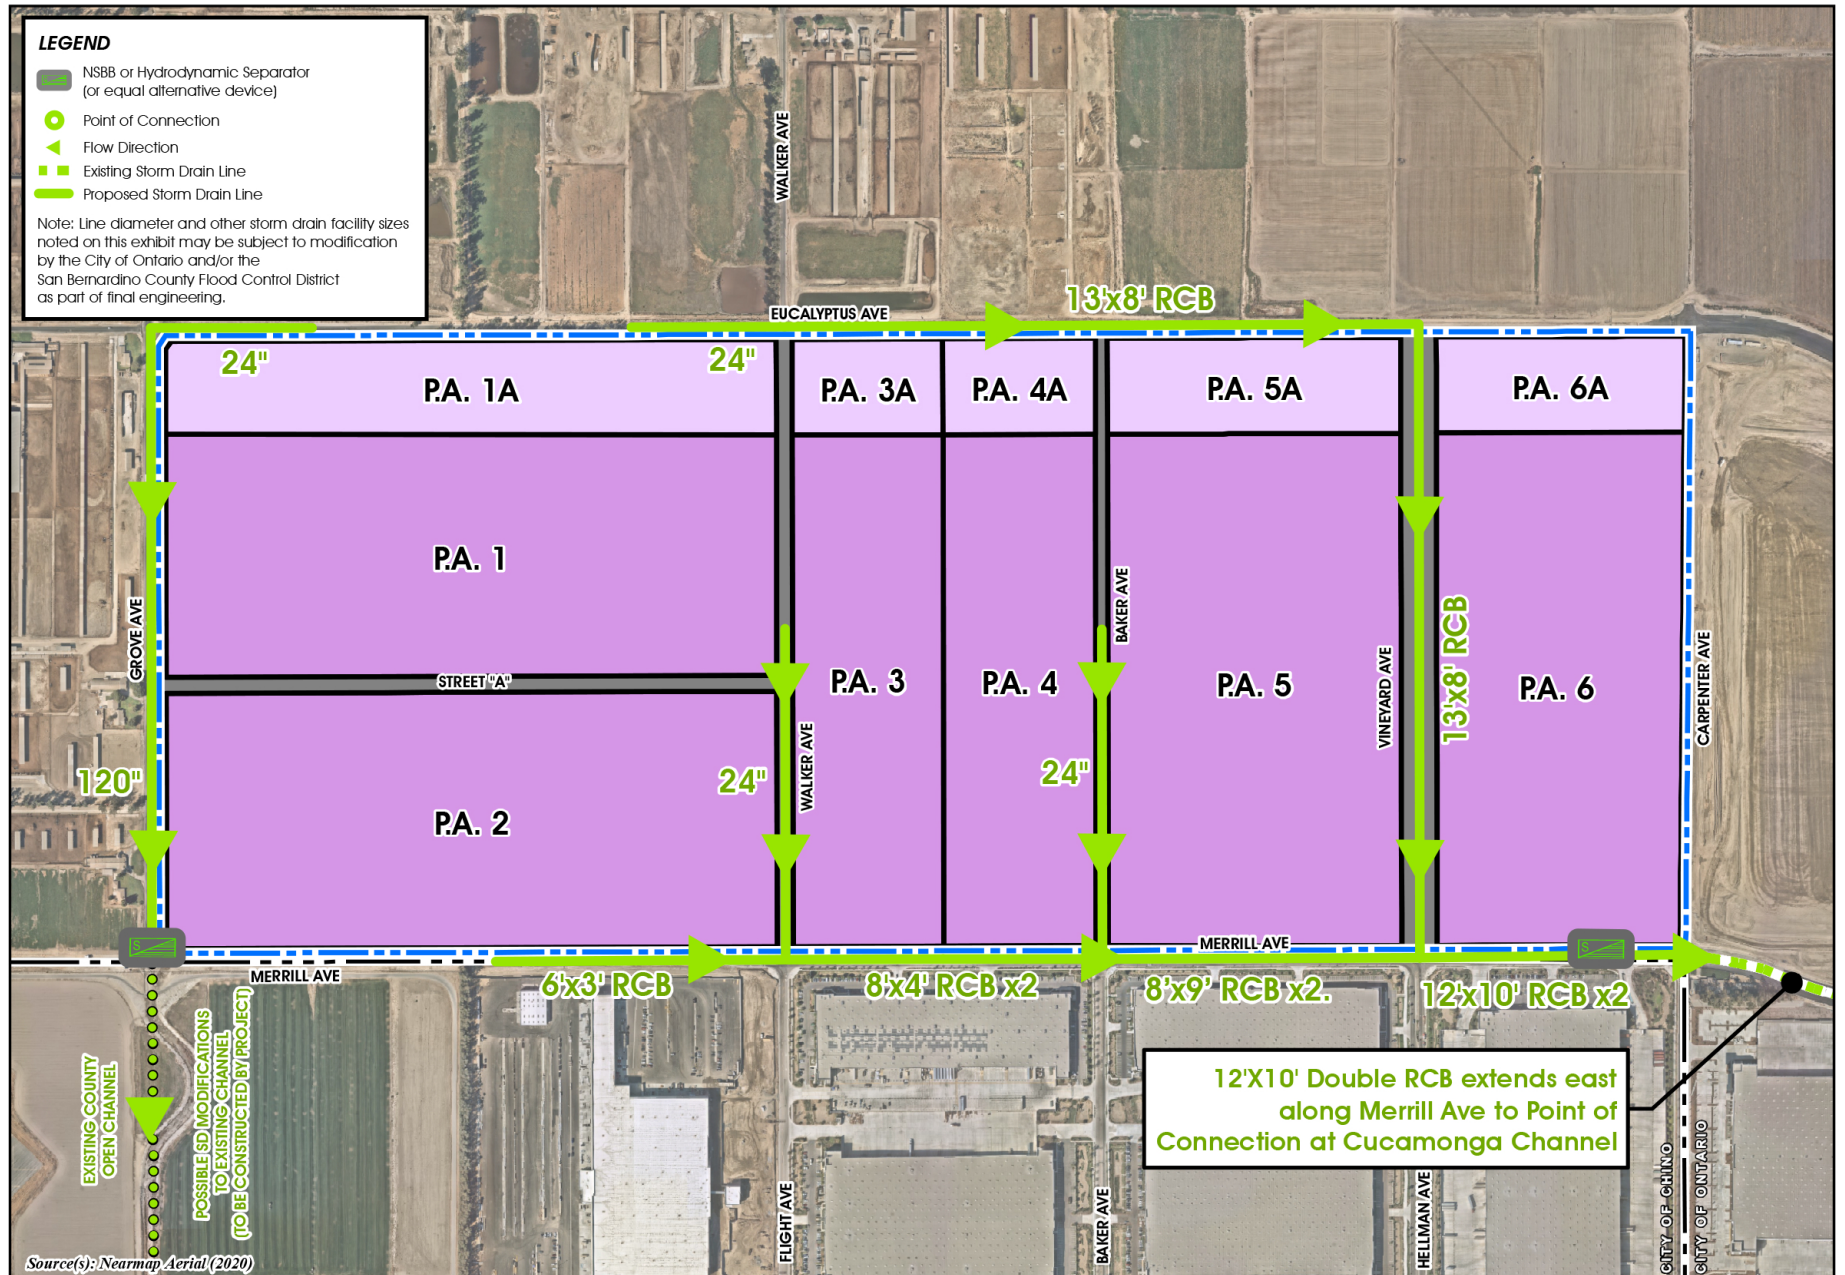 LEGEND
NSBB or Hydrodynamic Separator
(or equal alternative device)
Point of Connection
Flow Direction
Existing Storm Drain Line
Proposed Storm Drain Line
Note: Line diameter and other storm drain facility sizes
noted on this exhibit may be subject to modification
by the City of Ontario and/or the
San Bernardino County Flood Control District
as part of final engineering.
WALKER AVE
EUCALYPTUS AVE
13'x8' RCB
24"
24"
P.A. 1A
P.A. 3A
P.A. 4A
P.A. 5A
P.A. 6A
P.A. 1
GROVE AVE
BAKER AVE
STREET "A"
P.A. 3
P.A. 4
P.A. 5
VINEYARD AVE
13'x8' RCB
P.A. 6
CARPENTER AVE
120"
24"
WALKER AVE
24"
P.A. 2
S
MERRILL AVE
S
MERRILL AVE
6'x3' RCB
8'x4' RCB x2
8'x9' RCB x2.
12'x10' RCB x2
EXISTING COUNTY
OPEN CHANNEL
POSSIBLE SD MODIFICATIONS
TO EXISTING CHANNEL
(TO BE CONSTRUCTED BY PROJECT)
12'X10' Double RCB extends east
along Merrill Ave to Point of
Connection at Cucamonga Channel
FLIGHT AVE
BAKER AVE
HELLMAN AVE
CITY OF CHINO
CITY OF ONTARIO
Source(s): Nearmap Aerial (2020)